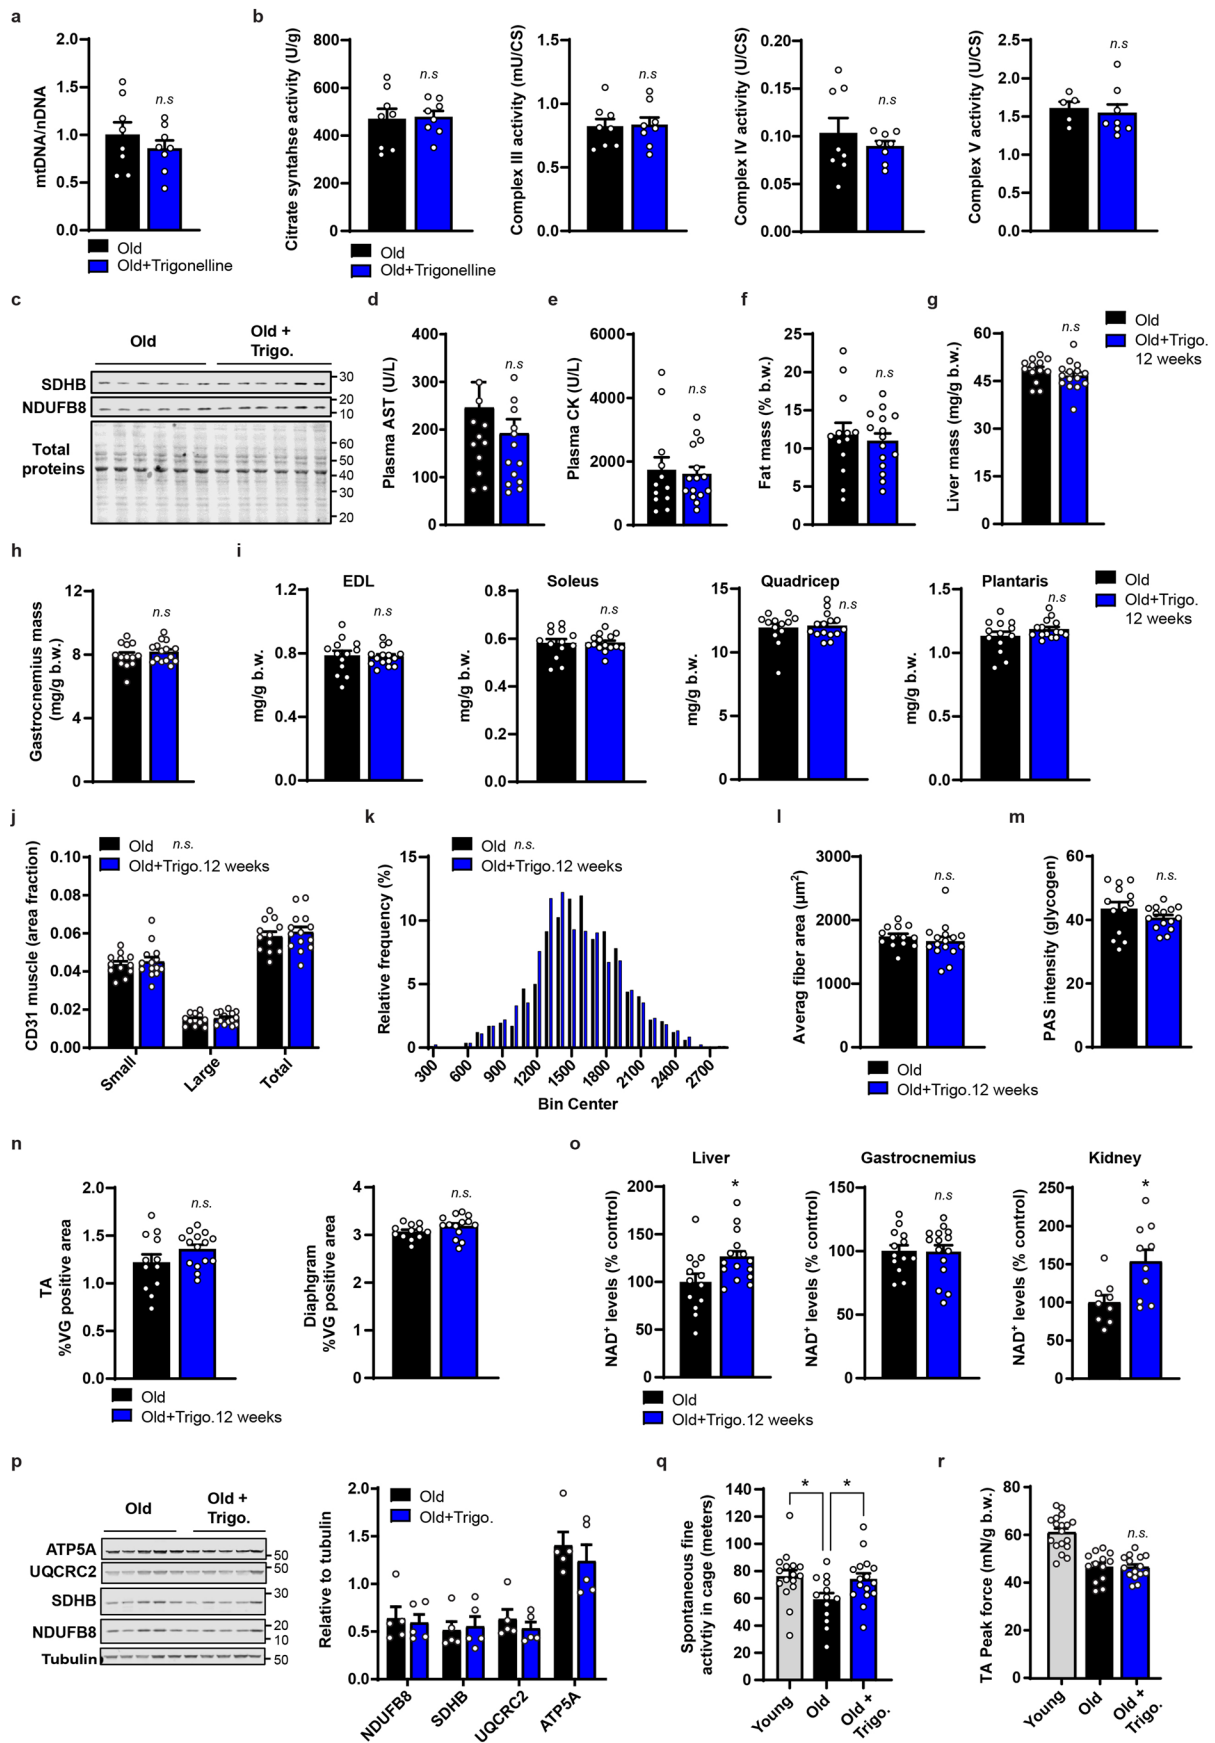 a
mtDNA/nDNA
2.0
1.5
1.0
0.5
0.0
n.s
Old
Old+Trigonelline
b
Citrate syntahse activity (U/g)
800
600
400
200
0
n.s
Old
Old+Trigonelline
Complex III activity (mU/CS)
1.5
1.0
0.5
0.0
n.s
Complex IV activity (U/CS)
0.20
0.15
0.10
0.05
0.00
n.s
Complex V activity (U/CS)
2.5
2.0
1.5
1.0
0.5
0.0
n.s
c
Old
Old +
Trigo.
SDHB
30
NDUFB8
20
10
Total
proteins
60
50
40
30
20
d
Plasma AST (U/L)
400
300
200
100
0
n.s
e
Plasma CK (U/L)
6000
4000
2000
0
n.s
f
Fat mass (% b.w.)
25
20
15
10
5
0
n.s
g
Liver mass (mg/g b.w.)
60
45
30
15
0
n.s
Old
Old+Trigo.
12 weeks
h
Gastrocnemius mass
(mg/g b.w.)
12
8
4
0
n.s
i
EDL
mg/g b.w.
1.2
0.8
0.4
0.0
n.s
Soleus
mg/g b.w.
0.8
0.6
0.4
0.2
0.0
n.s
Quadricep
mg/g b.w.
15
10
5
0
n.s
Plantaris
mg/g b.w.
1.5
1.0
0.5
0.0
n.s
Old
Old+Trigo.
12 weeks
j
Old n.s.
Old+Trigo.12 weeks
CD31 muscle (area fraction)
0.10
0.08
0.06
0.04
0.02
0.00
Small
Large
Total
k
Old n.s.
Old+Trigo.12 weeks
Relative frequency (%)
15
10
5
0
300
600
900
1200
1500
1800
2100
2400
2700
Bin Center
l
Averag fiber area (µm²)
3000
2000
1000
0
n.s.
Old
Old+Trigo.12 weeks
m
PAS intensity (glycogen)
60
40
20
0
n.s.
n
TA
%VG positive area
2.0
1.5
1.0
0.5
0.0
n.s.
Old
Old+Trigo.12 weeks
Diaphgram
%VG positive area
4
3
2
1
0
n.s.
o
Liver
NAD⁺ levels (% control)
200
150
100
50
0
*
Old
Old+Trigo.12 weeks
Gastrocnemius
NAD⁺ levels (% control)
150
100
50
0
n.s
Kidney
NAD⁺ levels (% control)
250
200
150
100
50
0
*
p
Old
Old +
Trigo.
ATP5A
50
UQCRC2
50
SDHB
30
NDUFB8
20
10
Tubulin
50
Relative to tubulin
2.0
1.5
1.0
0.5
0.0
Old
Old+Trigo.
NDUFB8
SDHB
UQCRC2
ATP5A
q
Spontaneous fine
activtiy in cage (meters)
140
120
100
80
60
40
20
0
*
*
Young
Old
Old +
Trigo.
r
TA Peak force (mN/g b.w.)
80
60
40
20
0
n.s.
Young
Old
Old +
Trigo.